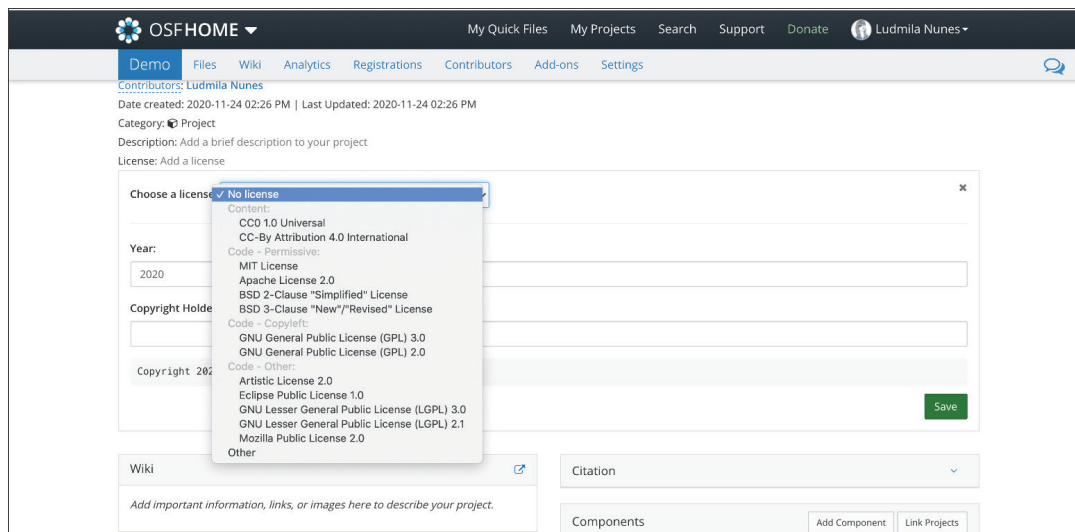 OSFHOME My Quick Files My Projects Search Support Donate Ludmila Nunes
Demo Files Wiki Analytics Registrations Contributors Add-ons Settings
Contributors: Ludmila Nunes
Date created: 2020-11-24 02:26 PM | Last Updated: 2020-11-24 02:26 PM
Category: Project
Description: Add a brief description to your project
License: Add a license
Choose a license ✓ No license
Content:
CC0 1.0 Universal
CC-By Attribution 4.0 International
Year:
Code - Permissive:
MIT License
2020
Apache License 2.0
BSD 2-Clause "Simplified" License
Copyright Holde
BSD 3-Clause "New"/"Revised" License
Code - Copyleft:
GNU General Public License (GPL) 3.0
GNU General Public License (GPL) 2.0
Code - Other:
Copyright 202
Artistic License 2.0
Eclipse Public License 1.0
GNU Lesser General Public License (LGPL) 3.0
Save
GNU Lesser General Public License (LGPL) 2.1
Mozilla Public License 2.0
Other
Wiki
Citation
Add important information, links, or images here to describe your project.
Components Add Component Link Projects